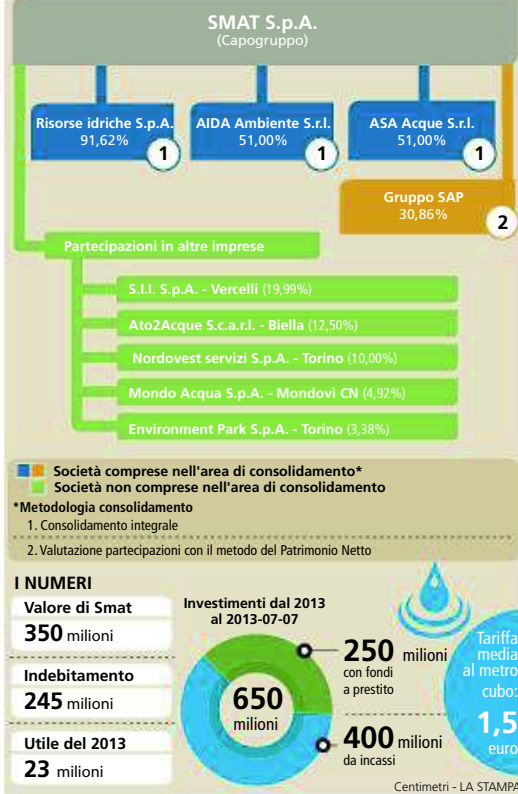 SMAT S.p.A.
(Capogruppo)
Risorse idriche S.p.A.
91,62%
1
AIDA Ambiente S.r.l.
51,00%
1
ASA Acque S.r.l.
51,00%
1
Gruppo SAP
30,86%
2
Partecipazioni in altre imprese
S.I.I. S.p.A. - Vercelli (19,99%)
Ato2Acque S.c.a.r.l. - Biella (12,50%)
Nordovest servizi S.p.A. - Torino (10,00%)
Mondo Acqua S.p.A. - Mondovì CN (4,92%)
Environment Park S.p.A. - Torino (3,38%)
Società comprese nell'area di consolidamento*
Società non comprese nell'area di consolidamento
*Metodologia consolidamento
1. Consolidamento integrale
2. Valutazione partecipazioni con il metodo del Patrimonio Netto
I NUMERI
Valore di Smat
350 milioni
Indebitamento
245 milioni
Utile del 2013
23 milioni
Investimenti dal 2013
al 2013-07-07
650
milioni
250 milioni
con fondi
a prestito
400 milioni
da incassi
Tariffa
media
al metro
cubo:
1,5
euro
Centimetri - LA STAMPA